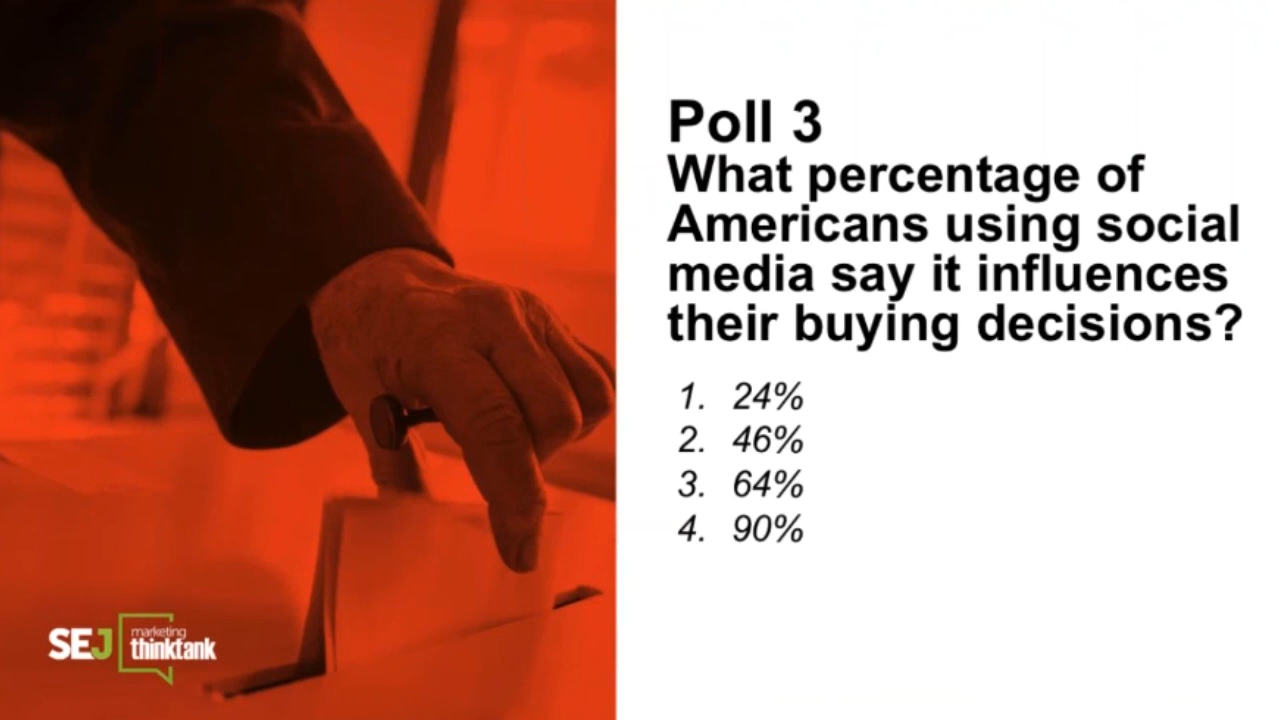 Poll 3
What percentage of
Americans using social
media say it influences
their buying decisions?
1. 24%
2. 46%
3. 64%
4. 90%
SEJ
marketing
thinktank